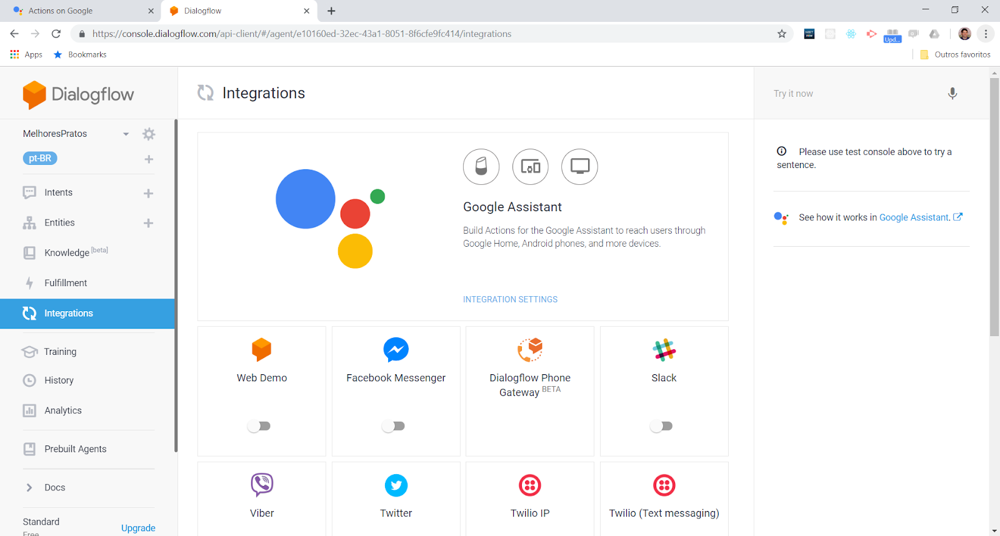 Actions on Google
Dialogflow
https://console.dialogflow.com/api-client/#/agent/e10160ed-32ec-43a1-8051-8f6cfe9fc414/integrations
Upd...
Apps
Bookmarks
Outros favoritos
Dialogflow
Integrations
Try it now
MelhoresPratos
pt-BR
Intents
Entities
Knowledge [beta]
Fulfillment
Integrations
Training
History
Analytics
Prebuilt Agents
Docs
Standard
Free
Upgrade
Google Assistant
Build Actions for the Google Assistant to reach users through
Google Home, Android phones, and more devices.
INTEGRATION SETTINGS
Web Demo
Facebook Messenger
Dialogflow Phone
Gateway BETA
Slack
Viber
Twitter
Twilio IP
Twilio (Text messaging)
Please use test console above to try a
sentence.
See how it works in Google Assistant.